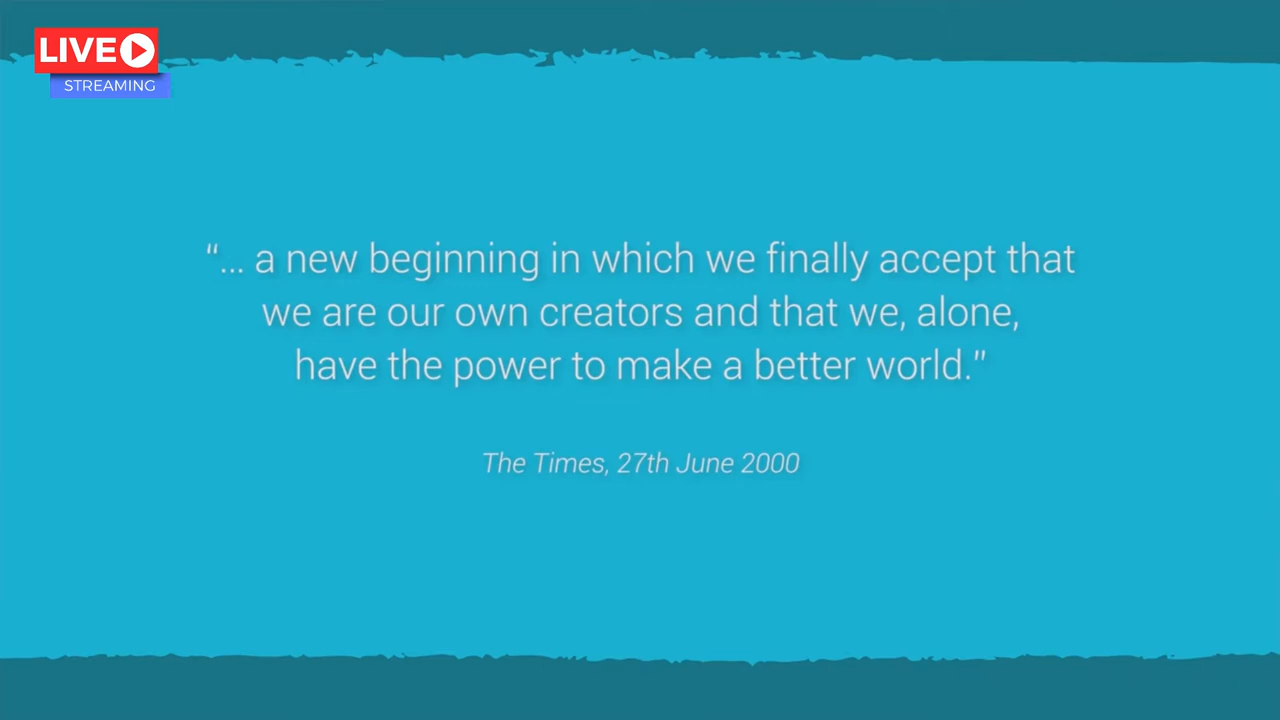 LIVE
STREAMING
“... a new beginning in which we finally accept that
we are our own creators and that we, alone,
have the power to make a better world.”
The Times, 27th June 2000